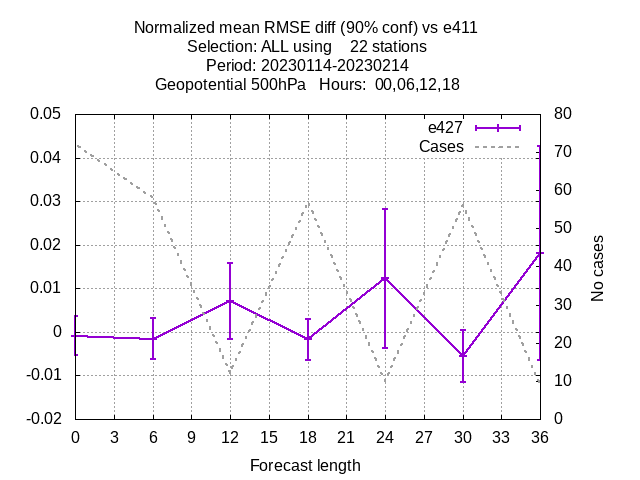 Normalized mean RMSE diff (90% conf) vs e411
Selection: ALL using    22 stations
Period: 20230114-20230214
Geopotential 500hPa   Hours:  00,06,12,18
e427
Cases
0.05
0.04
0.03
0.02
0.01
0
-0.01
-0.02
80
70
60
50
40
30
20
10
0
No cases
0 3 6 9 12 15 18 21 24 27 30 33 36
Forecast length